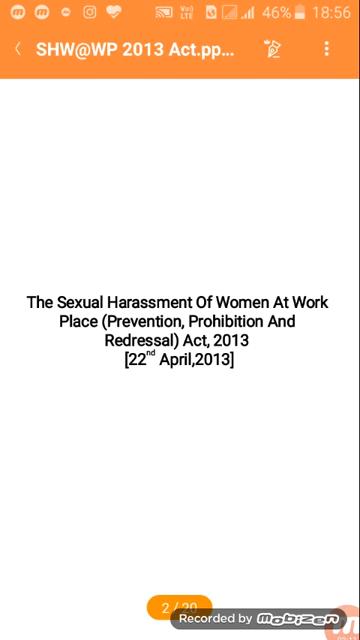 46% 18:56
SHW@WP 2013 Act.pp...
The Sexual Harassment Of Women At Work
Place (Prevention, Prohibition And
Redressal) Act, 2013
[22nd April,2013]
2 / 20
Recorded by Mobizen